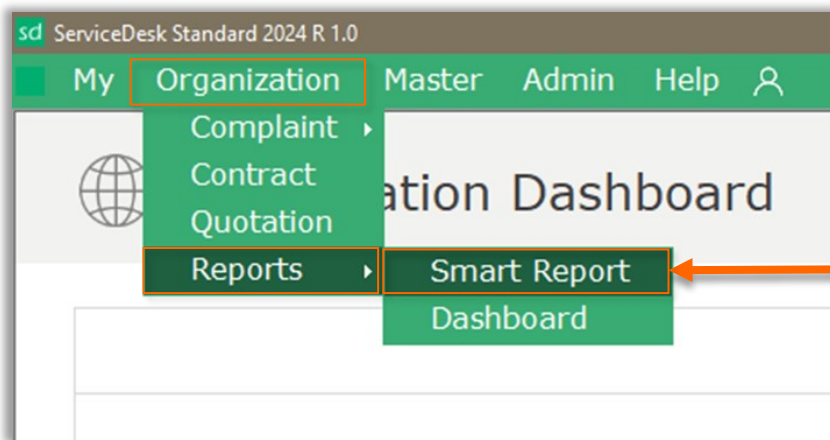 sd ServiceDesk Standard 2024 R 1.0
My Organization Master Admin Help
Complaint
Contract
ation Dashboard
Quotation
Reports Smart Report
Dashboard